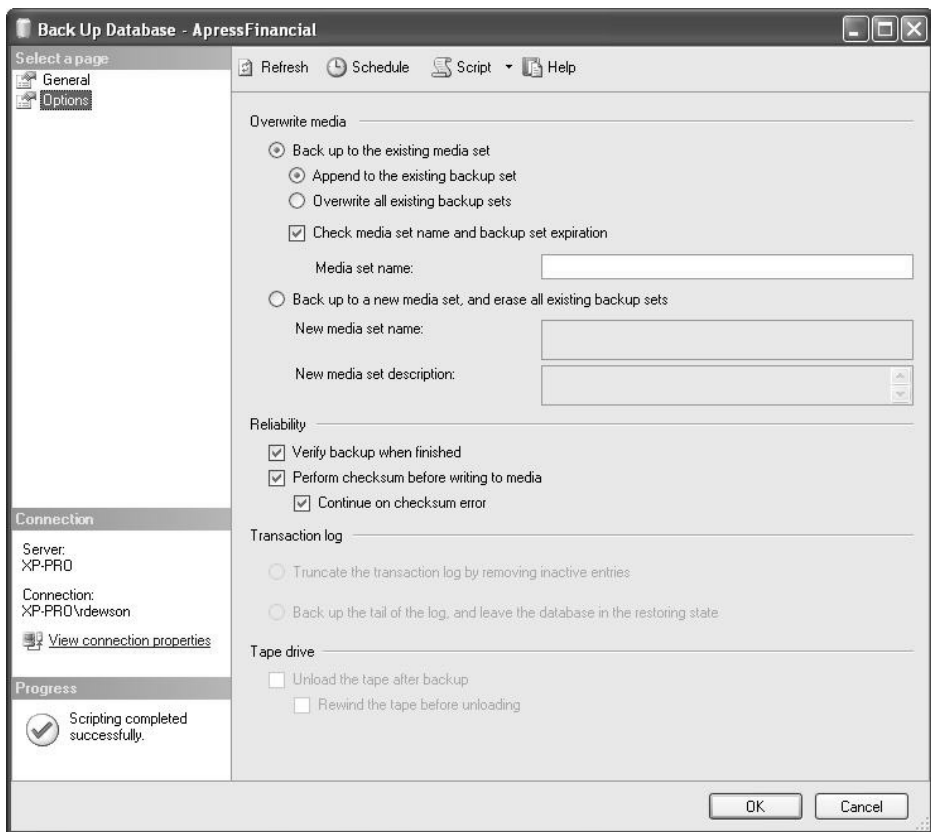 Back Up Database - ApressFinancial
Select a page
General
Options
Refresh Schedule Script Help
Overwrite media
Back up to the existing media set
Append to the existing backup set
Overwrite all existing backup sets
Check media set name and backup set expiration
Media set name:
Back up to a new media set, and erase all existing backup sets
New media set name:
New media set description:
Reliability
Verify backup when finished
Perform checksum before writing to media
Continue on checksum error
Transaction log
Truncate the transaction log by removing inactive entries
Back up the tail of the log, and leave the database in the restoring state
Tape drive
Unload the tape after backup
Rewind the tape before unloading
Connection
Server:
XP-PRO
Connection:
XP-PRO\rdewson
View connection properties
Progress
Scripting completed
successfully.
OK Cancel